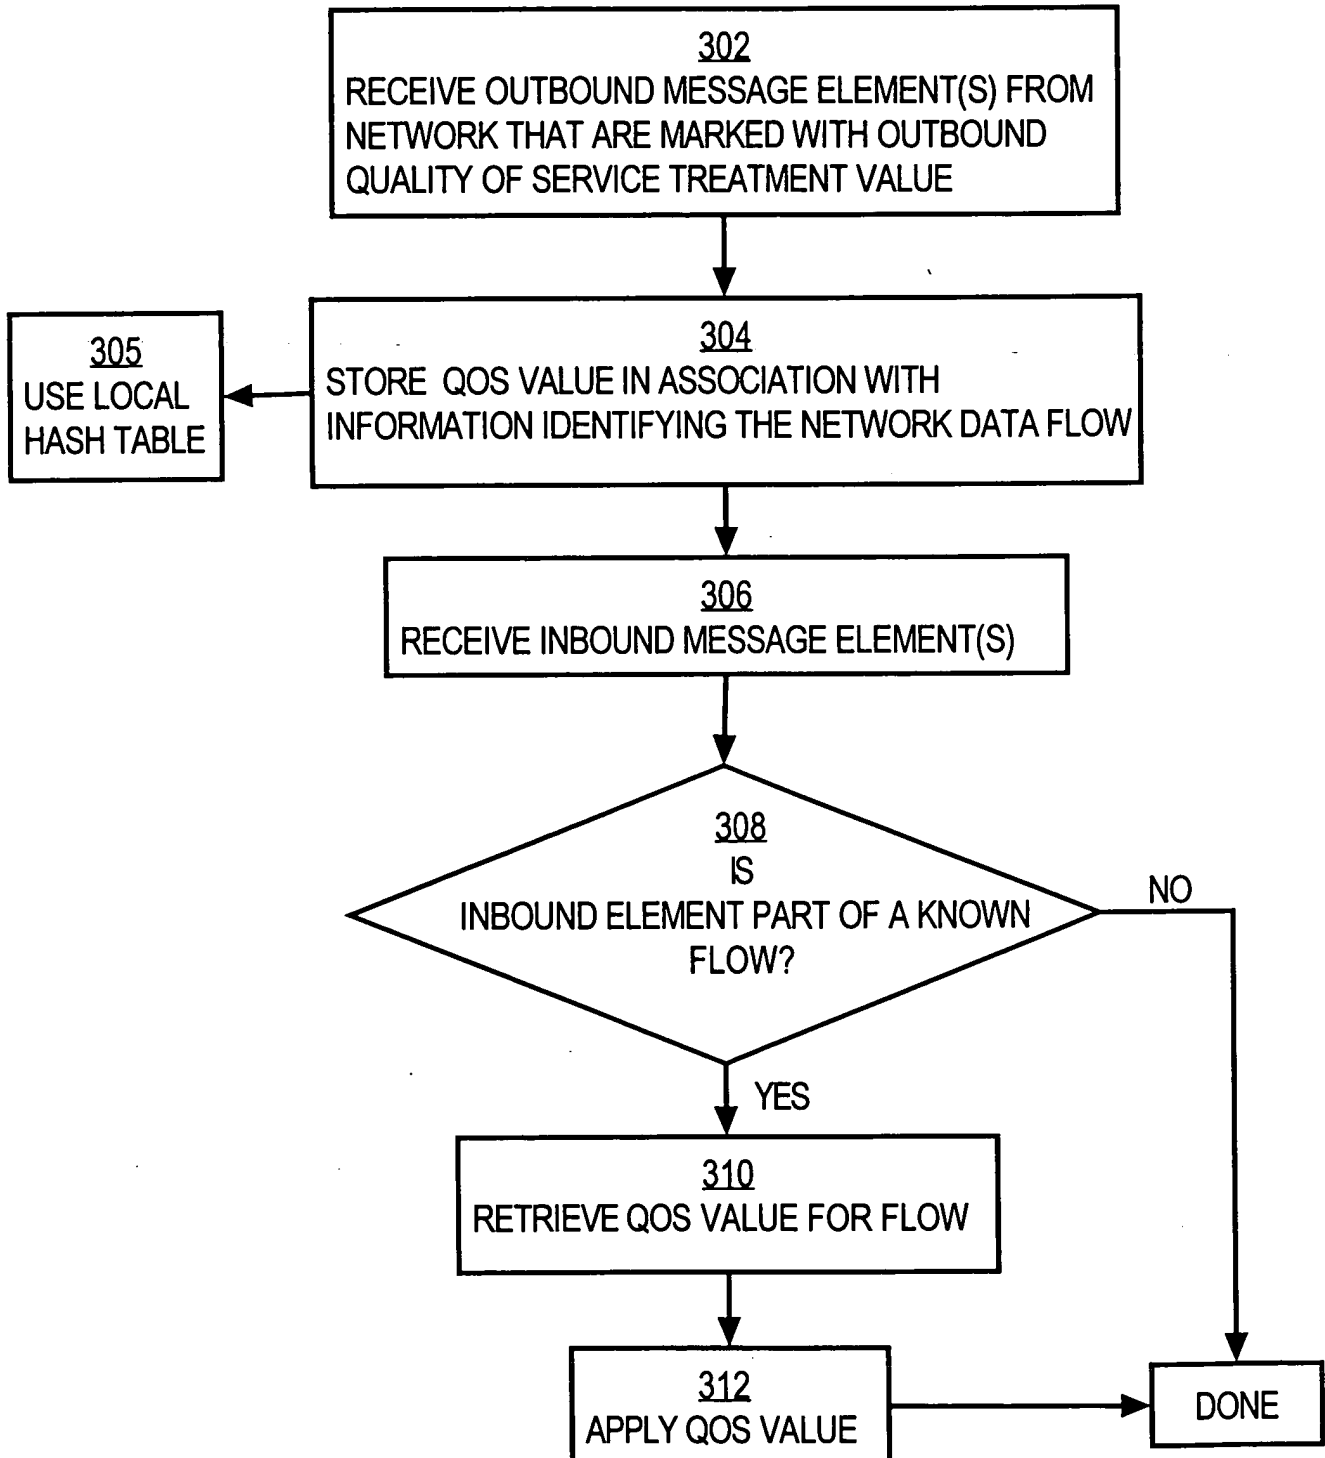 302
RECEIVE OUTBOUND MESSAGE ELEMENT(S) FROM
NETWORK THAT ARE MARKED WITH OUTBOUND
QUALITY OF SERVICE TREATMENT VALUE
304
STORE QOS VALUE IN ASSOCIATION WITH
INFORMATION IDENTIFYING THE NETWORK DATA FLOW
305
USE LOCAL
HASH TABLE
306
RECEIVE INBOUND MESSAGE ELEMENT(S)
308
IS
INBOUND ELEMENT PART OF A KNOWN
FLOW?
NO
YES
310
RETRIEVE QOS VALUE FOR FLOW
312
APPLY QOS VALUE
DONE